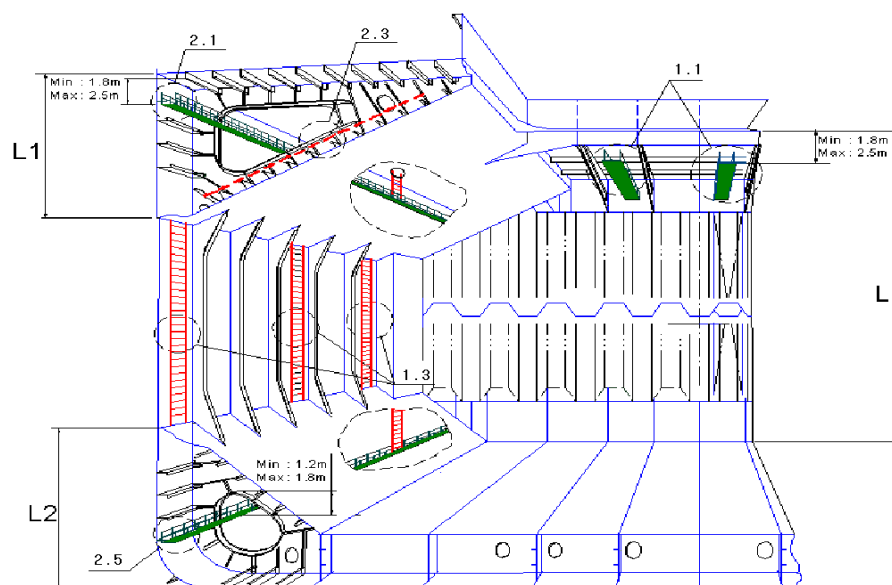 2.1
2.3
Min : 1.8m
Max : 2.5m
1.1
Min : 1.8m
Max : 2.5m
L1
L
1.3
Min : 1.2m
Max : 1.8m
L2
2.5